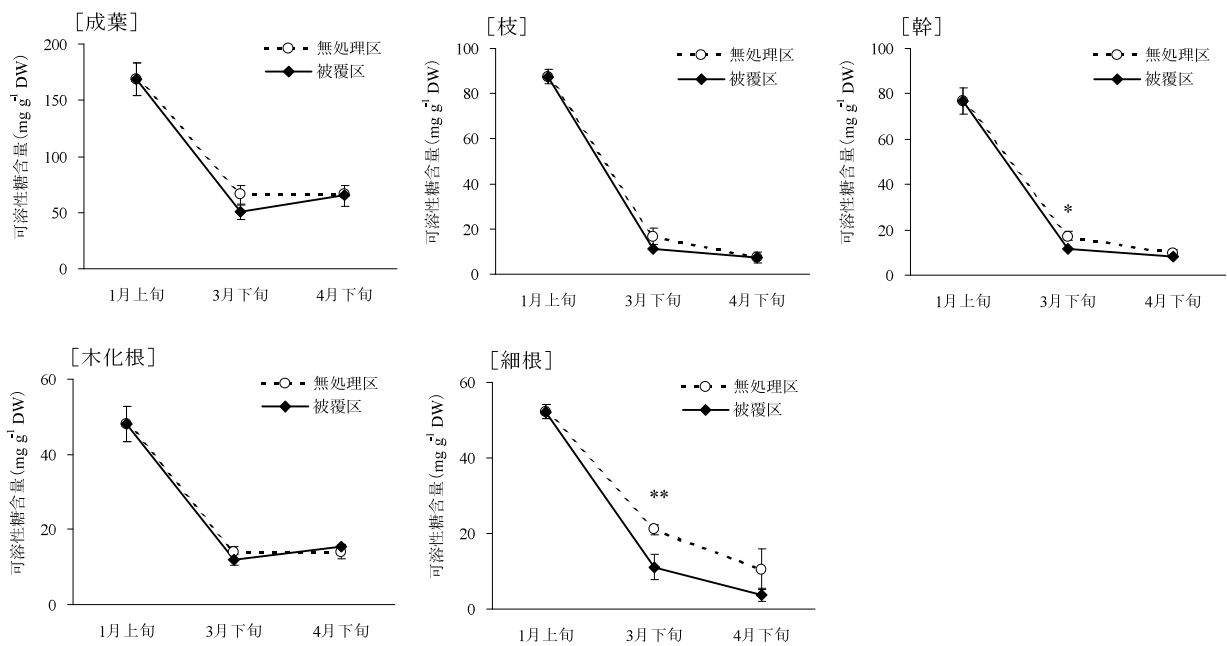 [成葉]
可溶性糖含量(mg g⁻¹ DW)
200
150
100
50
0
無処理区
被覆区
1月上旬 3月下旬 4月下旬
[枝]
可溶性糖含量(mg g⁻¹ DW)
100
80
60
40
20
0
無処理区
被覆区
1月上旬 3月下旬 4月下旬
[幹]
可溶性糖含量(mg g⁻¹ DW)
100
80
60
40
20
0
無処理区
被覆区
*
1月上旬 3月下旬 4月下旬
[木化根]
可溶性糖含量(mg g⁻¹ DW)
60
40
20
0
無処理区
被覆区
1月上旬 3月下旬 4月下旬
[細根]
可溶性糖含量(mg g⁻¹ DW)
60
40
20
0
無処理区
被覆区
**
1月上旬 3月下旬 4月下旬